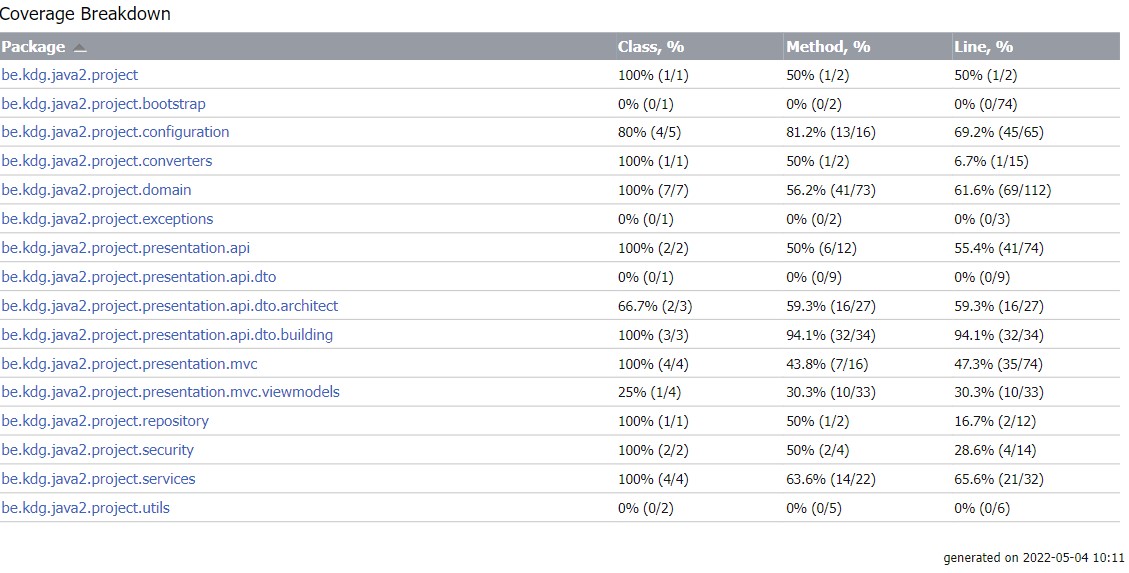 Coverage Breakdown
Package Class, % Method, % Line, %
be.kdg.java2.project 100% (1/1) 50% (1/2) 50% (1/2)
be.kdg.java2.project.bootstrap 0% (0/1) 0% (0/2) 0% (0/74)
be.kdg.java2.project.configuration 80% (4/5) 81.2% (13/16) 69.2% (45/65)
be.kdg.java2.project.converters 100% (1/1) 50% (1/2) 6.7% (1/15)
be.kdg.java2.project.domain 100% (7/7) 56.2% (41/73) 61.6% (69/112)
be.kdg.java2.project.exceptions 0% (0/1) 0% (0/2) 0% (0/3)
be.kdg.java2.project.presentation.api 100% (2/2) 50% (6/12) 55.4% (41/74)
be.kdg.java2.project.presentation.api.dto 0% (0/1) 0% (0/9) 0% (0/9)
be.kdg.java2.project.presentation.api.dto.architect 66.7% (2/3) 59.3% (16/27) 59.3% (16/27)
be.kdg.java2.project.presentation.api.dto.building 100% (3/3) 94.1% (32/34) 94.1% (32/34)
be.kdg.java2.project.presentation.mvc 100% (4/4) 43.8% (7/16) 47.3% (35/74)
be.kdg.java2.project.presentation.mvc.viewmodels 25% (1/4) 30.3% (10/33) 30.3% (10/33)
be.kdg.java2.project.repository 100% (1/1) 50% (1/2) 16.7% (2/12)
be.kdg.java2.project.security 100% (2/2) 50% (2/4) 28.6% (4/14)
be.kdg.java2.project.services 100% (4/4) 63.6% (14/22) 65.6% (21/32)
be.kdg.java2.project.utils 0% (0/2) 0% (0/5) 0% (0/6)
generated on 2022-05-04 10:11